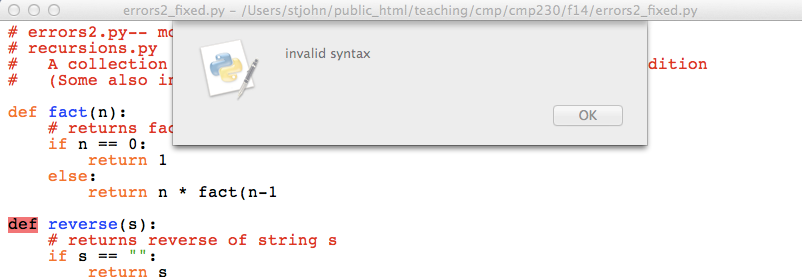 errors2_fixed.py - /Users/stjohn/public_html/teaching/cmp/cmp230/f14/errors2_fixed.py
# errors2.py-- mo
# recursions.py
#   A collection dition
#   (Some also in
invalid syntax
OK
def fact(n):
    # returns fac
    if n == 0:
        return 1
    else:
        return n * fact(n-1
def reverse(s):
    # returns reverse of string s
    if s == "":
        return s